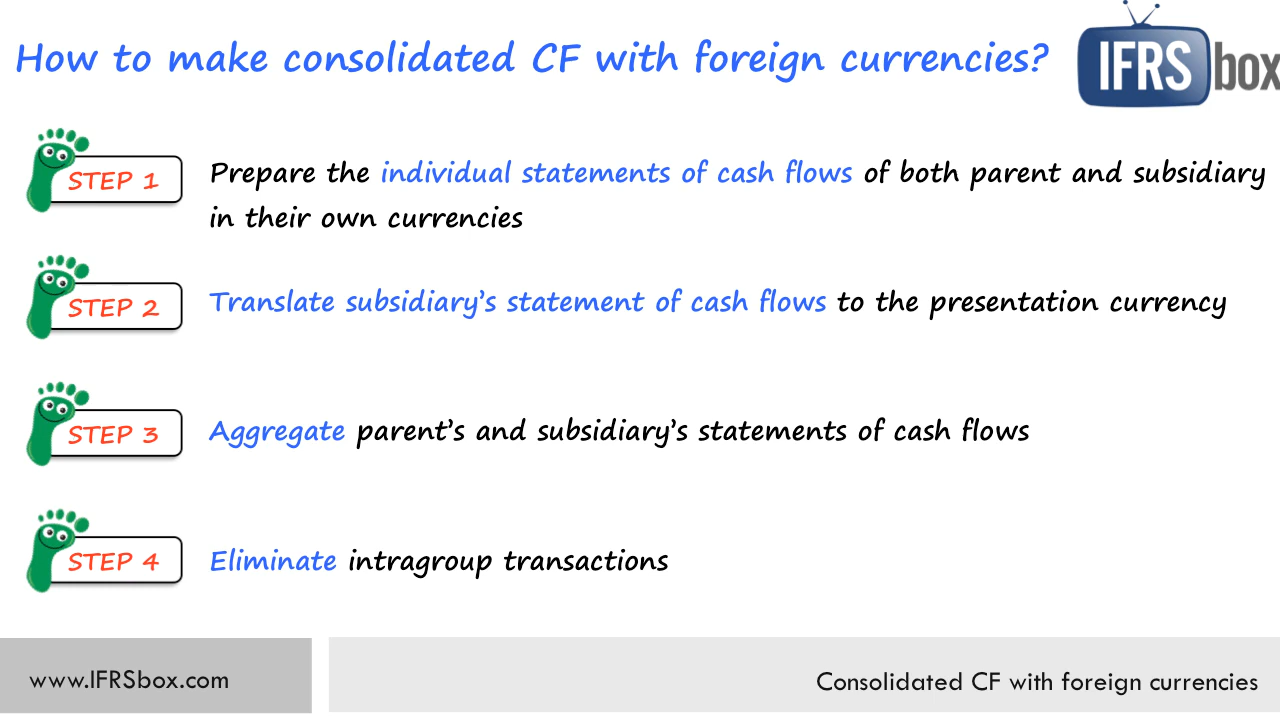 How to make consolidated CF with foreign currencies?
IFRS box
STEP 1
Prepare the individual statements of cash flows of both parent and subsidiary
in their own currencies
STEP 2
Translate subsidiary’s statement of cash flows to the presentation currency
STEP 3
Aggregate parent’s and subsidiary’s statements of cash flows
STEP 4
Eliminate intragroup transactions
www.IFRSbox.com
Consolidated CF with foreign currencies